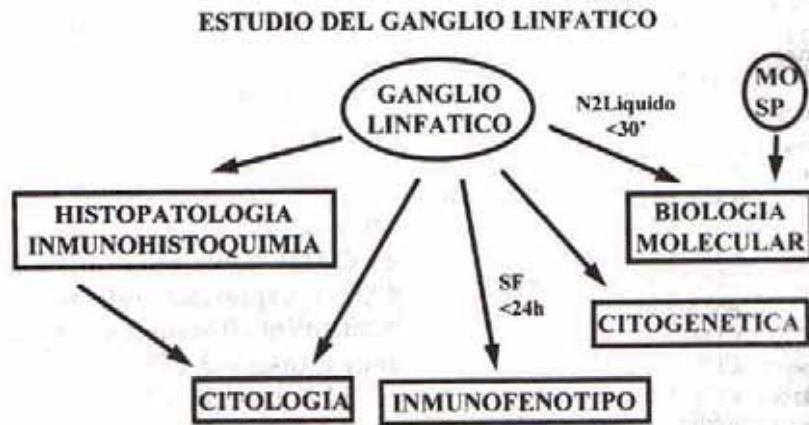 ESTUDIO DEL GANGLIO LINFATICO
GANGLIO
LINFATICO
N2Liquido
<30'
MO
SP
HISTOPATOLOGIA
INMUNOHISTOQUIMIA
BIOLOGIA
MOLECULAR
SF
<24h
CITOGENETICA
CITOLOGIA
INMUNOFENOTIPO